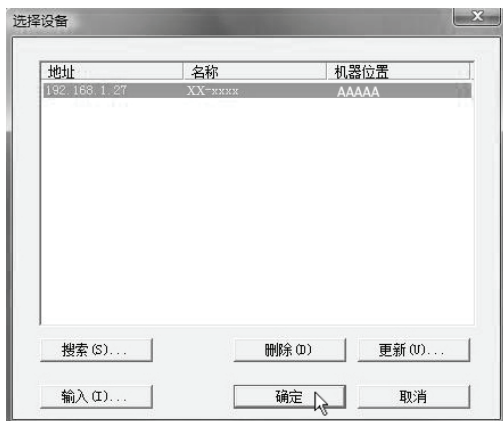 选择设备
地址 名称 机器位置
192.168.1.27 XX-xxxx AAAAA
搜索(S)... 删除(D) 更新(U)...
输入(I)... 确定 取消